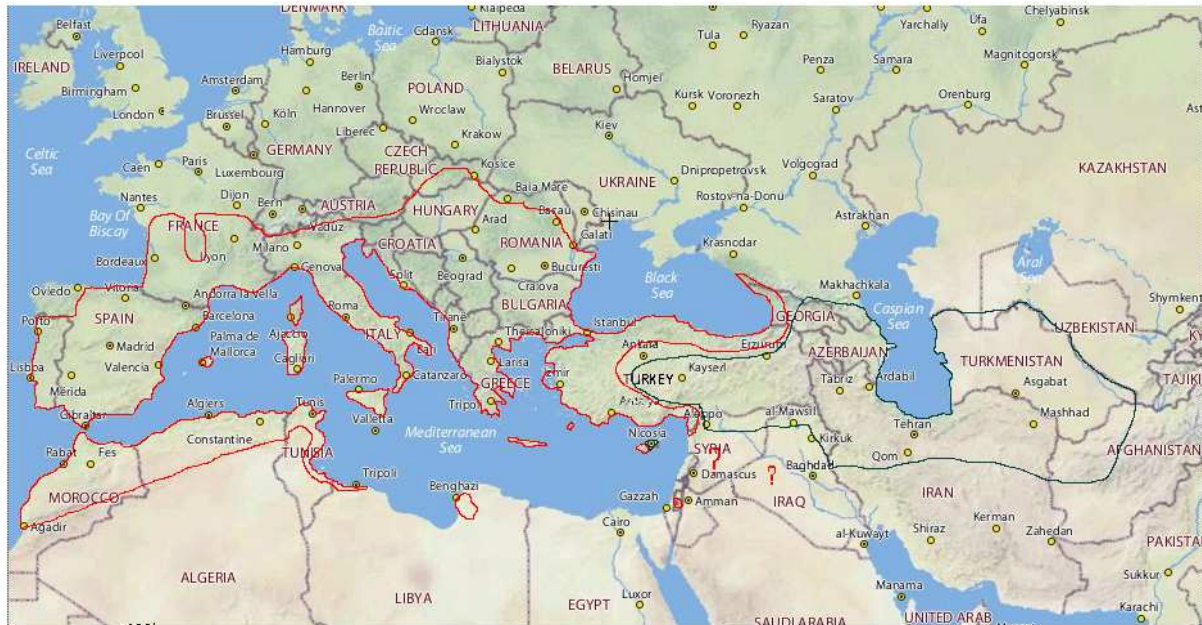 DENMARK
Klaipeda
LITHUANIA
Belfast
Baltic
Sea
Gdansk
Ryazan
Tula
Yarchally
Ufa
Chelyabinsk
Liverpool
IRELAND
Hamburg
Bialystok
BELARUS
Homjel
Penza
Samara
Magnitogorsk
Birmingham
Amsterdam
Berlin
POLAND
Hannover
London
Köln
Wroclaw
Kursk
Voronezh
Saratov
Orenburg
Brussel
Liberec
Krakow
Kiev
Celtic
Sea
GERMANY
CZECH
REPUBLIC
Caen
Paris
Luxembourg
Kosice
Dnipropetrovsk
Volgograd
KAZAKHSTAN
Nantes
Dijon
Bern
AUSTRIA
Baia Mare
UKRAINE
Rostov-na-Donu
Bay Of
Biscay
FRANCE
Vaduz
HUNGARY
Arad
Bacau
Chisinau
Astrakhan
Lyon
Milano
CROATIA
ROMANIA
Galati
Krasnodar
Bordeaux
Genova
Split
Beograd
Bucuresti
Craiova
Black
Sea
Aral
Sea
Oviedo
Vitoria
Andorra la Vella
BULGARIA
Makhachkala
Caspian
Sea
Shymkent
Porto
SPAIN
Barcelona
Ajaccio
Roma
ITALY
Tirane
Thessaloniki
Istanbul
GEORGIA
UZBEKISTAN
Madrid
Palma de
Mallorca
Bari
Ankara
Erzurum
AZERBAIJAN
TURKMENISTAN
Lisboa
Valencia
Cagliari
Catanzaro
Larisa
GREECE
Izmir
TURKEY
Kayseri
Tabriz
Ardabil
Asgabat
TAJIKI
Mérida
Palermo
Tripoli
Antalya
Aleppo
al-Mawsil
Mashhad
Gibraltar
Algiers
Tunis
Valletta
Nicosia
Tehran
Constantine
Mediterranean
Sea
SYRIA
Kirkuk
Qom
AFGHANISTAN
Rabat
Fes
TUNISIA
?
?
Baghdad
Damascus
MOROCCO
Tripoli
Benghazi
Gazzah
Amman
IRAQ
IRAN
Agadir
Cairo
al-Kuwayt
Shiraz
Kerman
Zahedan
PAKISTAN
ALGERIA
LIBYA
EGYPT
Luxor
Manama
Sukkur
SAUDI ARABIA
UNITED ARAB
Karachi